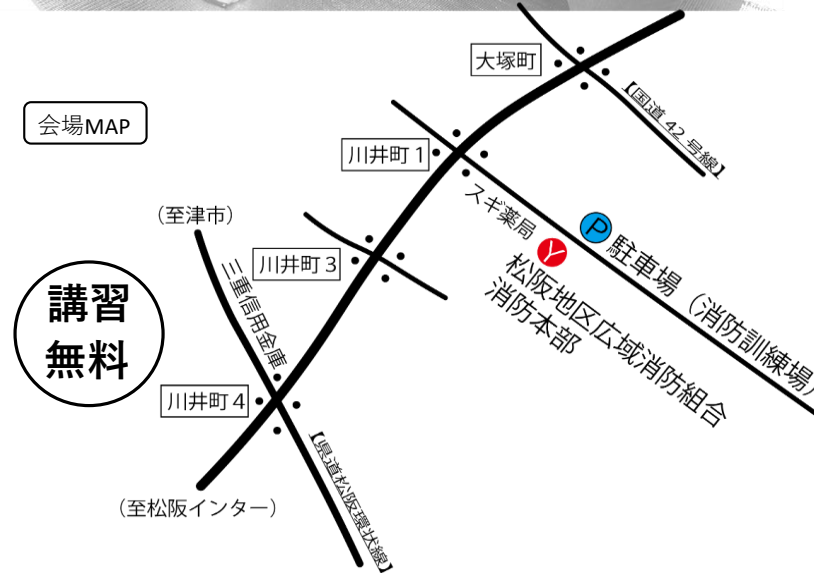 大塚町
【国道 42 号線】
会場MAP
川井町 1
スギ薬局
P
駐車場（消防訓練場）
Y
松阪地区広域消防組合
消防本部
（至津市）
川井町 3
三重信用金庫
講習
無料
川井町 4
【県道松阪環状線】
（至松阪インター）